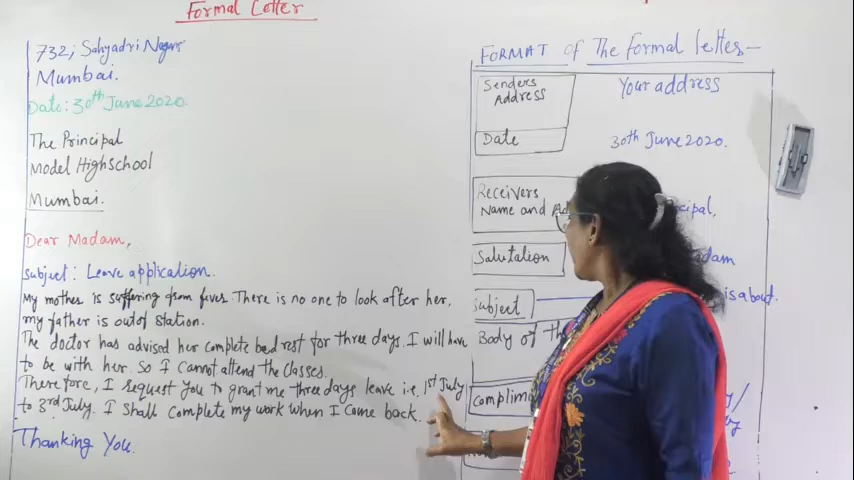 Formal Letter
732, Sahyadri Nagar
Mumbai.
Date: 30th June 2020.
The Principal
Model Highschool
Mumbai.
Dear Madam,
Subject: Leave application.
My mother is suffering from fiver. There is no one to look after her.
my father is out of station.
The doctor has advised her complete bed rest for three days. I will have
to be with her. So I cannot attend the classes.
Therefore, I request you to grant me three days leave i.e. 1st July
to 3rd July. I shall complete my work when I come back.
Thanking You.
FORMAT of The formal letter—
Senders
Address
Your address
Date
30th June 2020.
Receivers
Name and
Salutation
subject
is about.
Body of